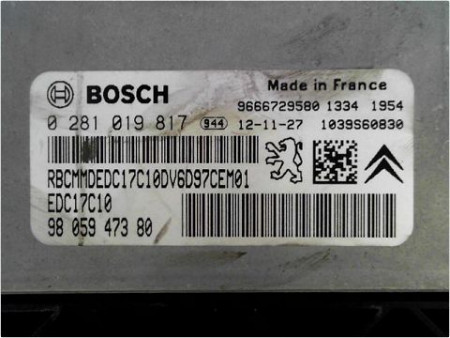 BOSCH
Made in France
9666729580 1334 1954
0 281 019 817 944 12-11-27 1039S60830
RBCMMDEDC17C10DV6D97CEM01
EDC17C10
98 059 473 80